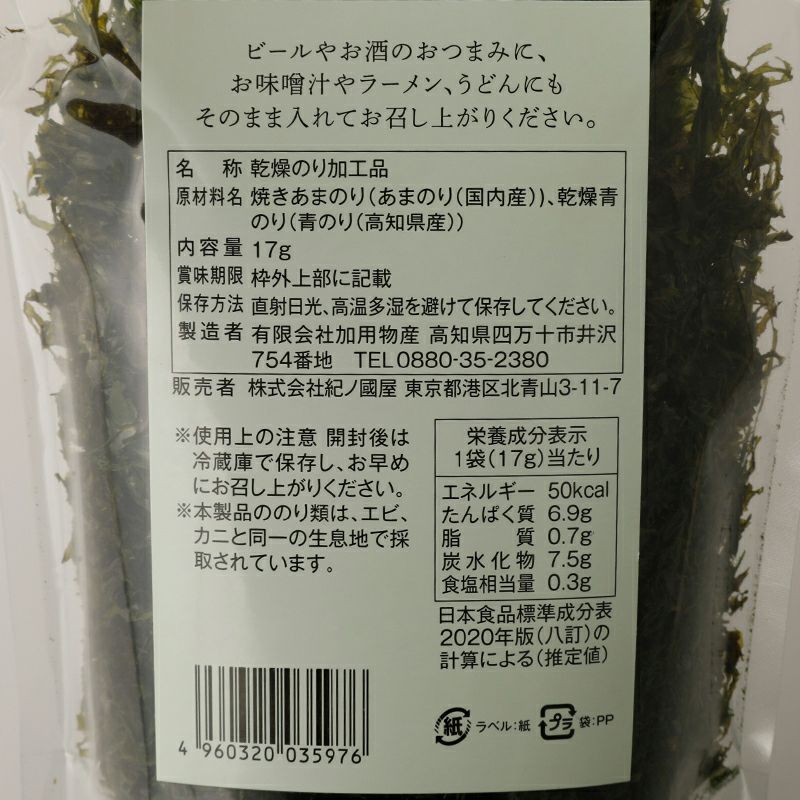 ビールやお酒のおつまみに、
お味噌汁やラーメン、うどんにも
そのまま入れてお召し上がりください。
名 称 乾燥のり加工品
原材料名 焼きあまのり（あまのり（国内産））、乾燥青
のり（青のり（高知県産））
内容量 17g
賞味期限 枠外上部に記載
保存方法 直射日光、高温多湿を避けて保存してください。
製造者 有限会社加用物産 高知県四万十市井沢
754番地 TEL0880-35-2380
販売者 株式会社紀ノ國屋 東京都港区北青山3-11-7
※使用上の注意 開封後は
冷蔵庫で保存し、お早め
にお召し上がりください。
※本製品ののり類は、エビ、
カニと同一の生息地で採
取されています。
栄養成分表示
1袋（17g）当たり
エネルギー 50kcal
たんぱく質 6.9g
脂 質 0.7g
炭水化物 7.5g
食塩相当量 0.3g
日本食品標準成分表
2020年版（八訂）の
計算による（推定値）
4 960320 035976
紙 ラベル:紙 プラ 袋:PP